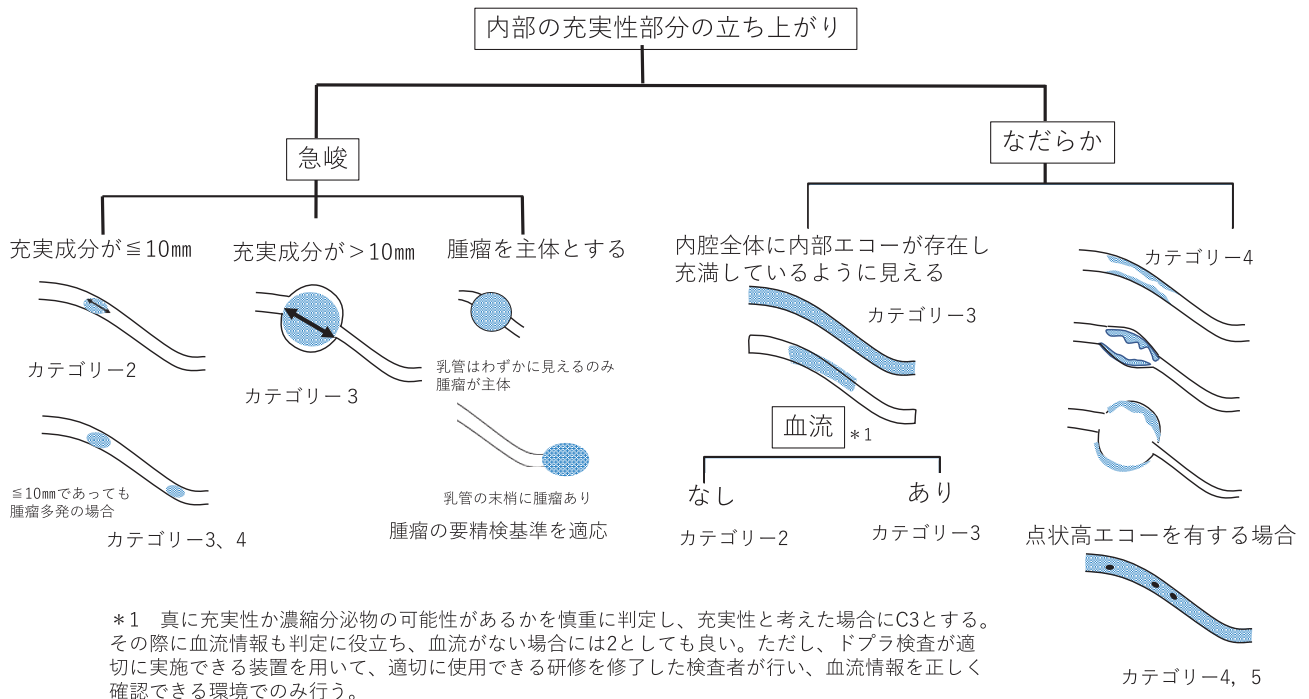 内部の充実性部分の立ち上がり
急峻
なだらか
充実成分が≦10㎜
カテゴリー2
≦10㎜であっても
腫瘤多発の場合
カテゴリー3、4
充実成分が>10㎜
カテゴリー３
腫瘤を主体とする
乳管はわずかに見えるのみ
腫瘤が主体
乳管の末梢に腫瘤あり
腫瘤の要精検基準を適応
内腔全体に内部エコーが存在し
充満しているように見える
カテゴリー3
血流 *1
なし
カテゴリー2
あり
カテゴリー3
カテゴリー4
点状高エコーを有する場合
カテゴリー4, 5
*1　真に充実性か濃縮分泌物の可能性があるかを慎重に判定し、充実性と考えた場合にC3とする。
その際に血流情報も判定に役立ち、血流がない場合には2としても良い。ただし、ドプラ検査が適
切に実施できる装置を用いて、適切に使用できる研修を修了した検査者が行い、血流情報を正しく
確認できる環境でのみ行う。